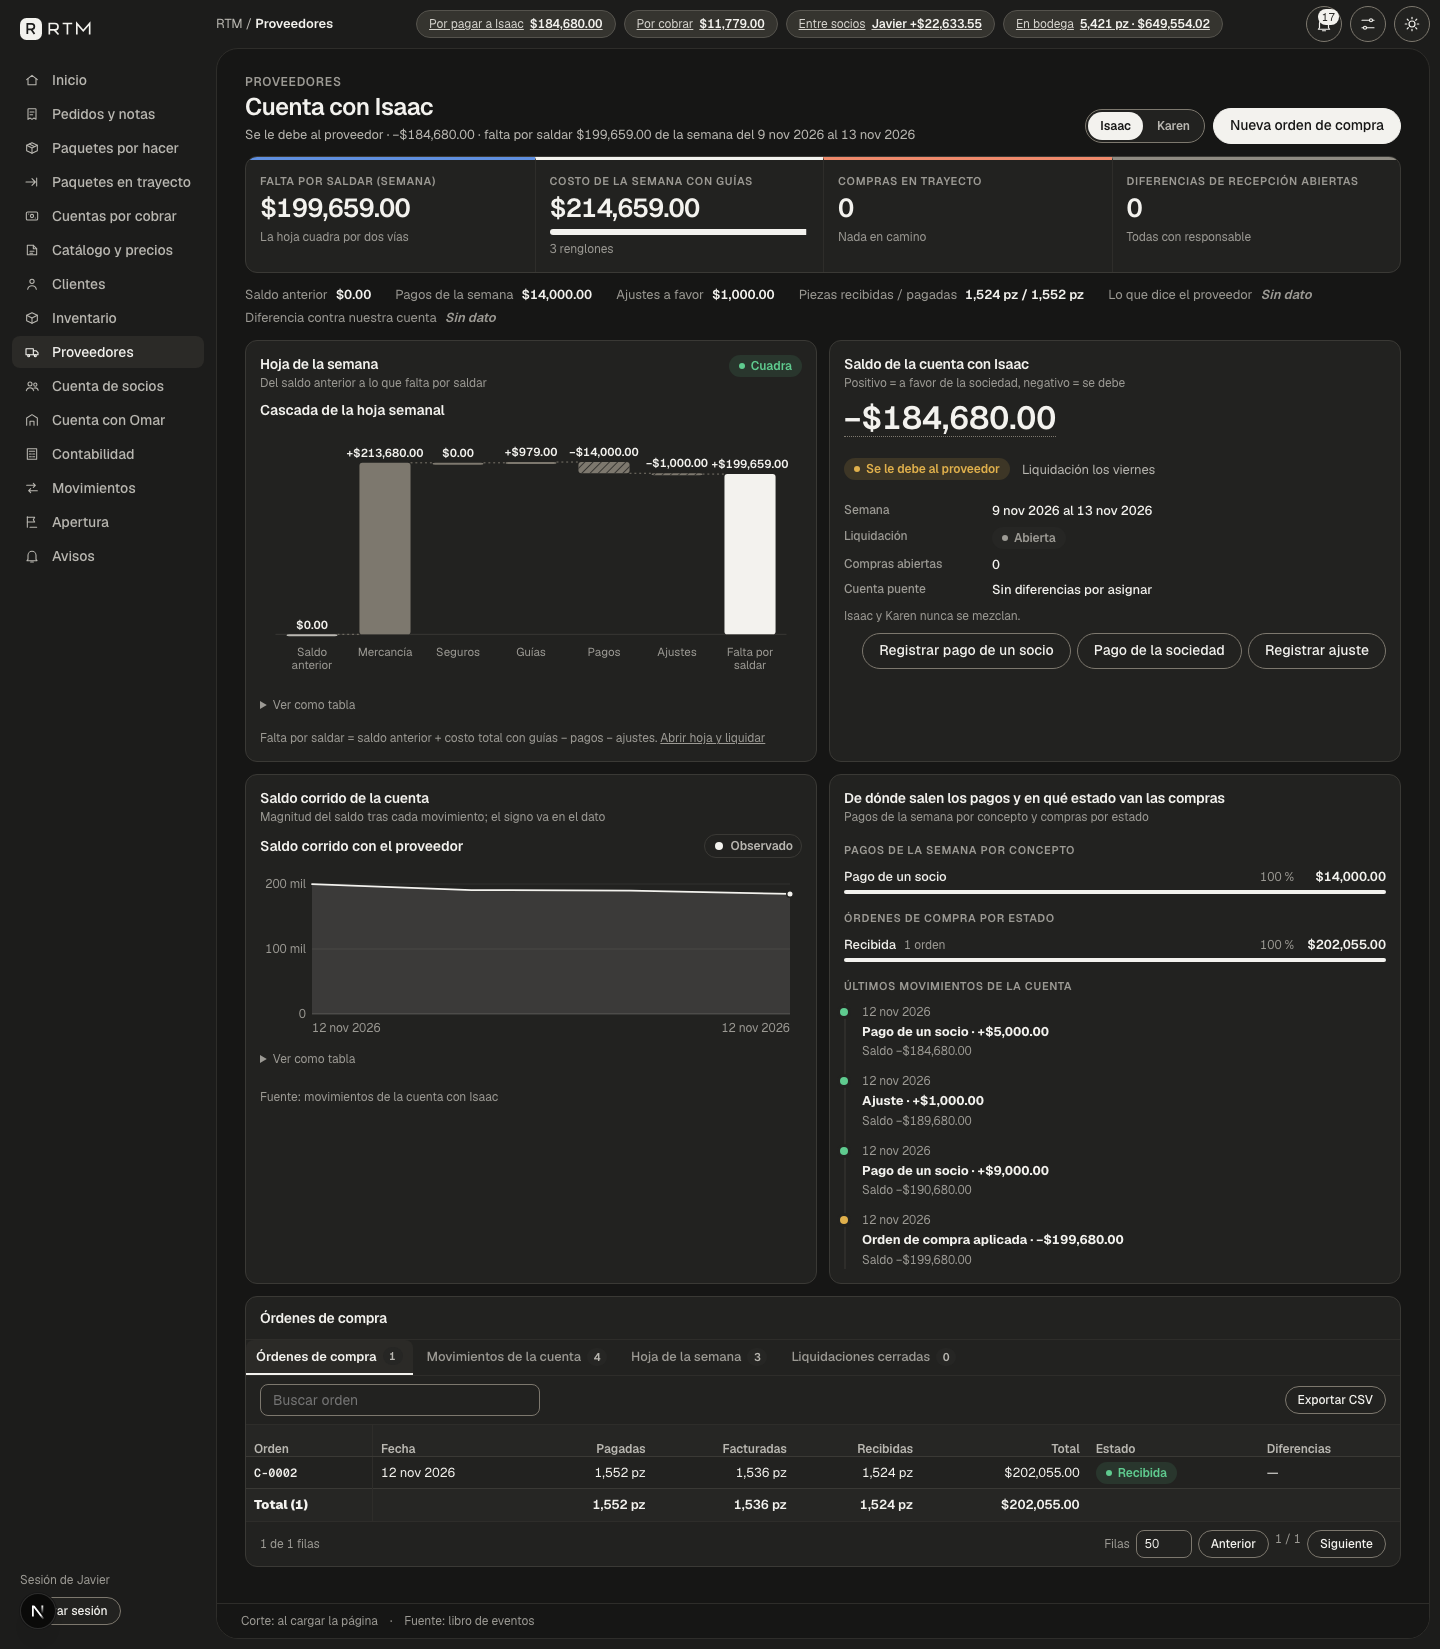 R RTM
RTM / Proveedores
Por pagar a Isaac $184,680.00
Por cobrar $11,779.00
Entre socios Javier +$22,633.55
En bodega 5,421 pz · $649,554.02
17
Inicio
Pedidos y notas
Paquetes por hacer
Paquetes en trayecto
Cuentas por cobrar
Catálogo y precios
Clientes
Inventario
Proveedores
Cuenta de socios
Cuenta con Omar
Contabilidad
Movimientos
Apertura
Avisos
Sesión de Javier
N ar sesión
PROVEEDORES
Cuenta con Isaac
Se le debe al proveedor · −$184,680.00 · falta por saldar $199,659.00 de la semana del 9 nov 2026 al 13 nov 2026
Isaac Karen
Nueva orden de compra
FALTA POR SALDAR (SEMANA)
$199,659.00
La hoja cuadra por dos vías
COSTO DE LA SEMANA CON GUÍAS
$214,659.00
3 renglones
COMPRAS EN TRAYECTO
0
Nada en camino
DIFERENCIAS DE RECEPCIÓN ABIERTAS
0
Todas con responsable
Saldo anterior $0.00 Pagos de la semana $14,000.00 Ajustes a favor $1,000.00 Piezas recibidas / pagadas 1,524 pz / 1,552 pz Lo que dice el proveedor Sin dato
Diferencia contra nuestra cuenta Sin dato
Hoja de la semana
Del saldo anterior a lo que falta por saldar
Cuadra
Cascada de la hoja semanal
$0.00 +$213,680.00 $0.00 +$979.00 −$14,000.00 −$1,000.00 +$199,659.00
Saldo anterior Mercancía Seguros Guías Pagos Ajustes Falta por saldar
Ver como tabla
Falta por saldar = saldo anterior + costo total con guías − pagos − ajustes. Abrir hoja y liquidar
Saldo de la cuenta con Isaac
Positivo = a favor de la sociedad, negativo = se debe
−$184,680.00
Se le debe al proveedor Liquidación los viernes
Semana 9 nov 2026 al 13 nov 2026
Liquidación Abierta
Compras abiertas 0
Cuenta puente Sin diferencias por asignar
Isaac y Karen nunca se mezclan.
Registrar pago de un socio Pago de la sociedad Registrar ajuste
Saldo corrido de la cuenta
Magnitud del saldo tras cada movimiento; el signo va en el dato
Saldo corrido con el proveedor Observado
200 mil
100 mil
0
12 nov 2026 12 nov 2026
Ver como tabla
Fuente: movimientos de la cuenta con Isaac
De dónde salen los pagos y en qué estado van las compras
Pagos de la semana por concepto y compras por estado
PAGOS DE LA SEMANA POR CONCEPTO
Pago de un socio 100 % $14,000.00
ÓRDENES DE COMPRA POR ESTADO
Recibida 1 orden 100 % $202,055.00
ÚLTIMOS MOVIMIENTOS DE LA CUENTA
12 nov 2026
Pago de un socio · +$5,000.00
Saldo −$184,680.00
12 nov 2026
Ajuste · +$1,000.00
Saldo −$189,680.00
12 nov 2026
Pago de un socio · +$9,000.00
Saldo −$190,680.00
12 nov 2026
Orden de compra aplicada · −$199,680.00
Saldo −$199,680.00
Órdenes de compra
Órdenes de compra 1 Movimientos de la cuenta 4 Hoja de la semana 3 Liquidaciones cerradas 0
Buscar orden
Exportar CSV
Orden Fecha Pagadas Facturadas Recibidas Total Estado Diferencias
C-0002 12 nov 2026 1,552 pz 1,536 pz 1,524 pz $202,055.00 Recibida —
Total (1) 1,552 pz 1,536 pz 1,524 pz $202,055.00
1 de 1 filas
Filas 50 Anterior 1 / 1 Siguiente
Corte: al cargar la página · Fuente: libro de eventos